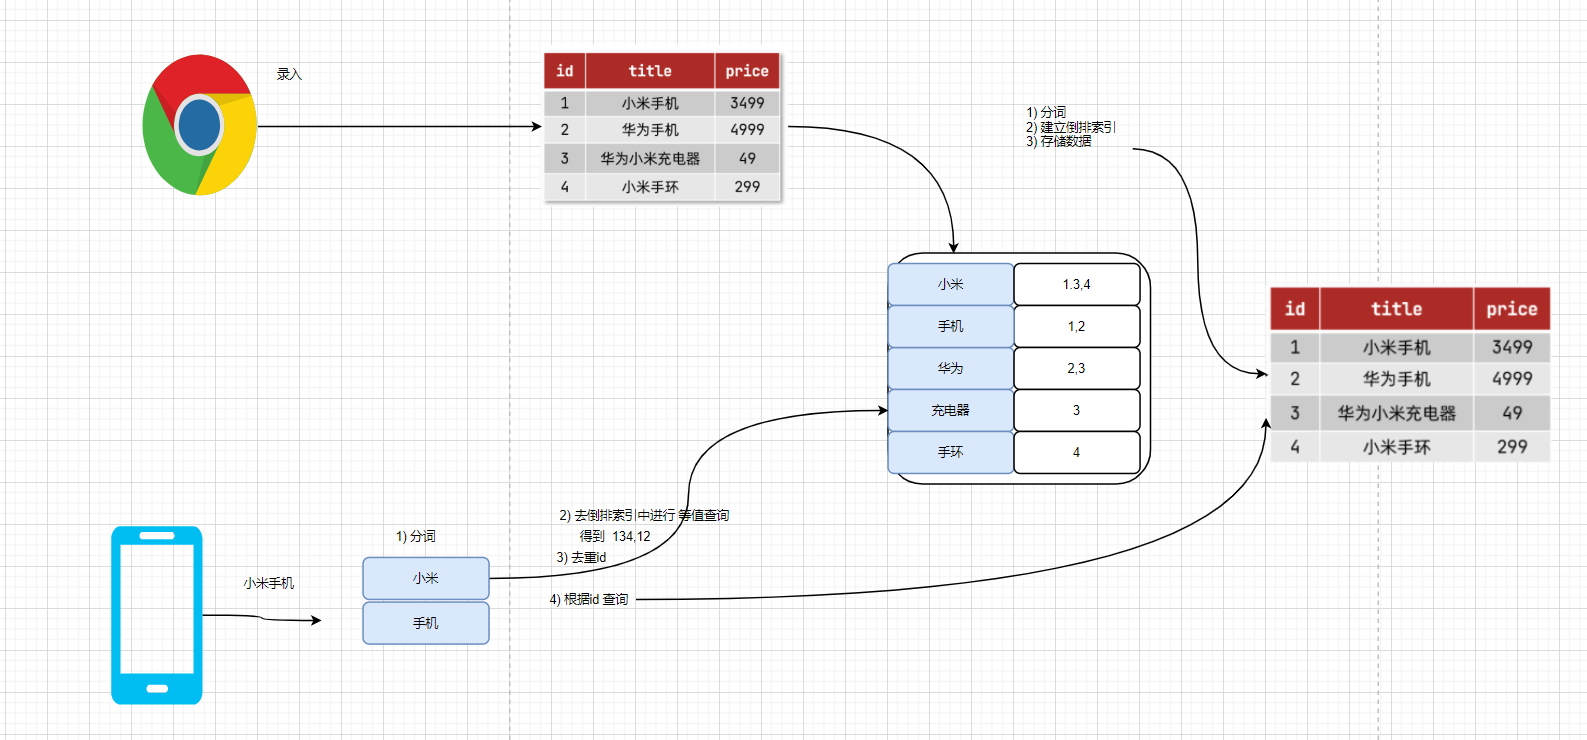 录入
id title price
1 小米手机 3499
2 华为手机 4999
3 华为小米充电器 49
4 小米手环 299
1) 分词
2) 建立倒排索引
3) 存储数据
小米 1.3,4
手机 1,2
华为 2,3
充电器 3
手环 4
id title price
1 小米手机 3499
2 华为手机 4999
3 华为小米充电器 49
4 小米手环 299
小米手机
1) 分词
小米
手机
2) 去倒排索引中进行 等值查询
得到 134,12
3) 去重id
4) 根据id 查询